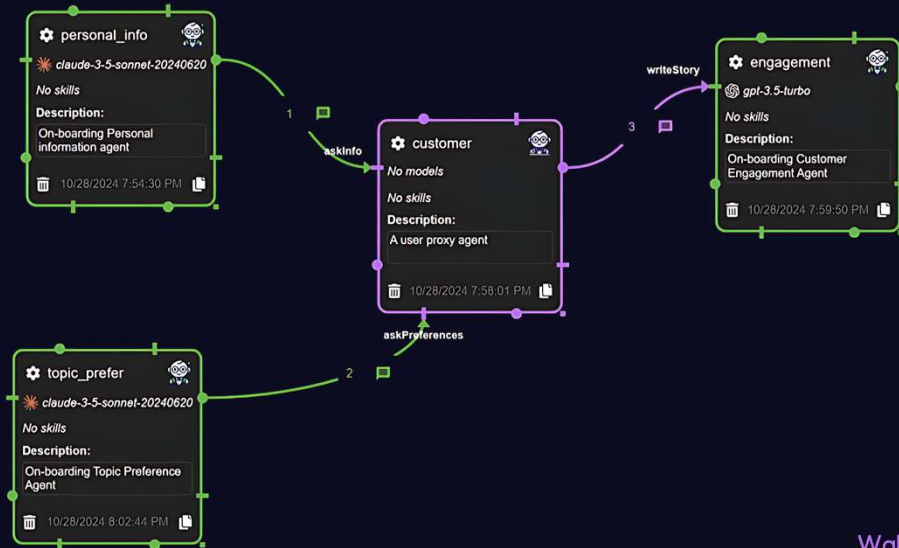 personal_info
claude-3-5-sonnet-20240620
No skills
Description:
On-boarding Personal
information agent
10/28/2024 7:54:30 PM
1
askInfo
customer
No models
No skills
Description:
A user proxy agent
10/28/2024 7:58:01 PM
writeStory
3
engagement
gpt-3.5-turbo
No skills
Description:
On-boarding Customer
Engagement Agent
10/28/2024 7:59:50 PM
askPreferences
2
topic_prefer
claude-3-5-sonnet-20240620
No skills
Description:
On-boarding Topic Preference
Agent
10/28/2024 8:02:44 PM